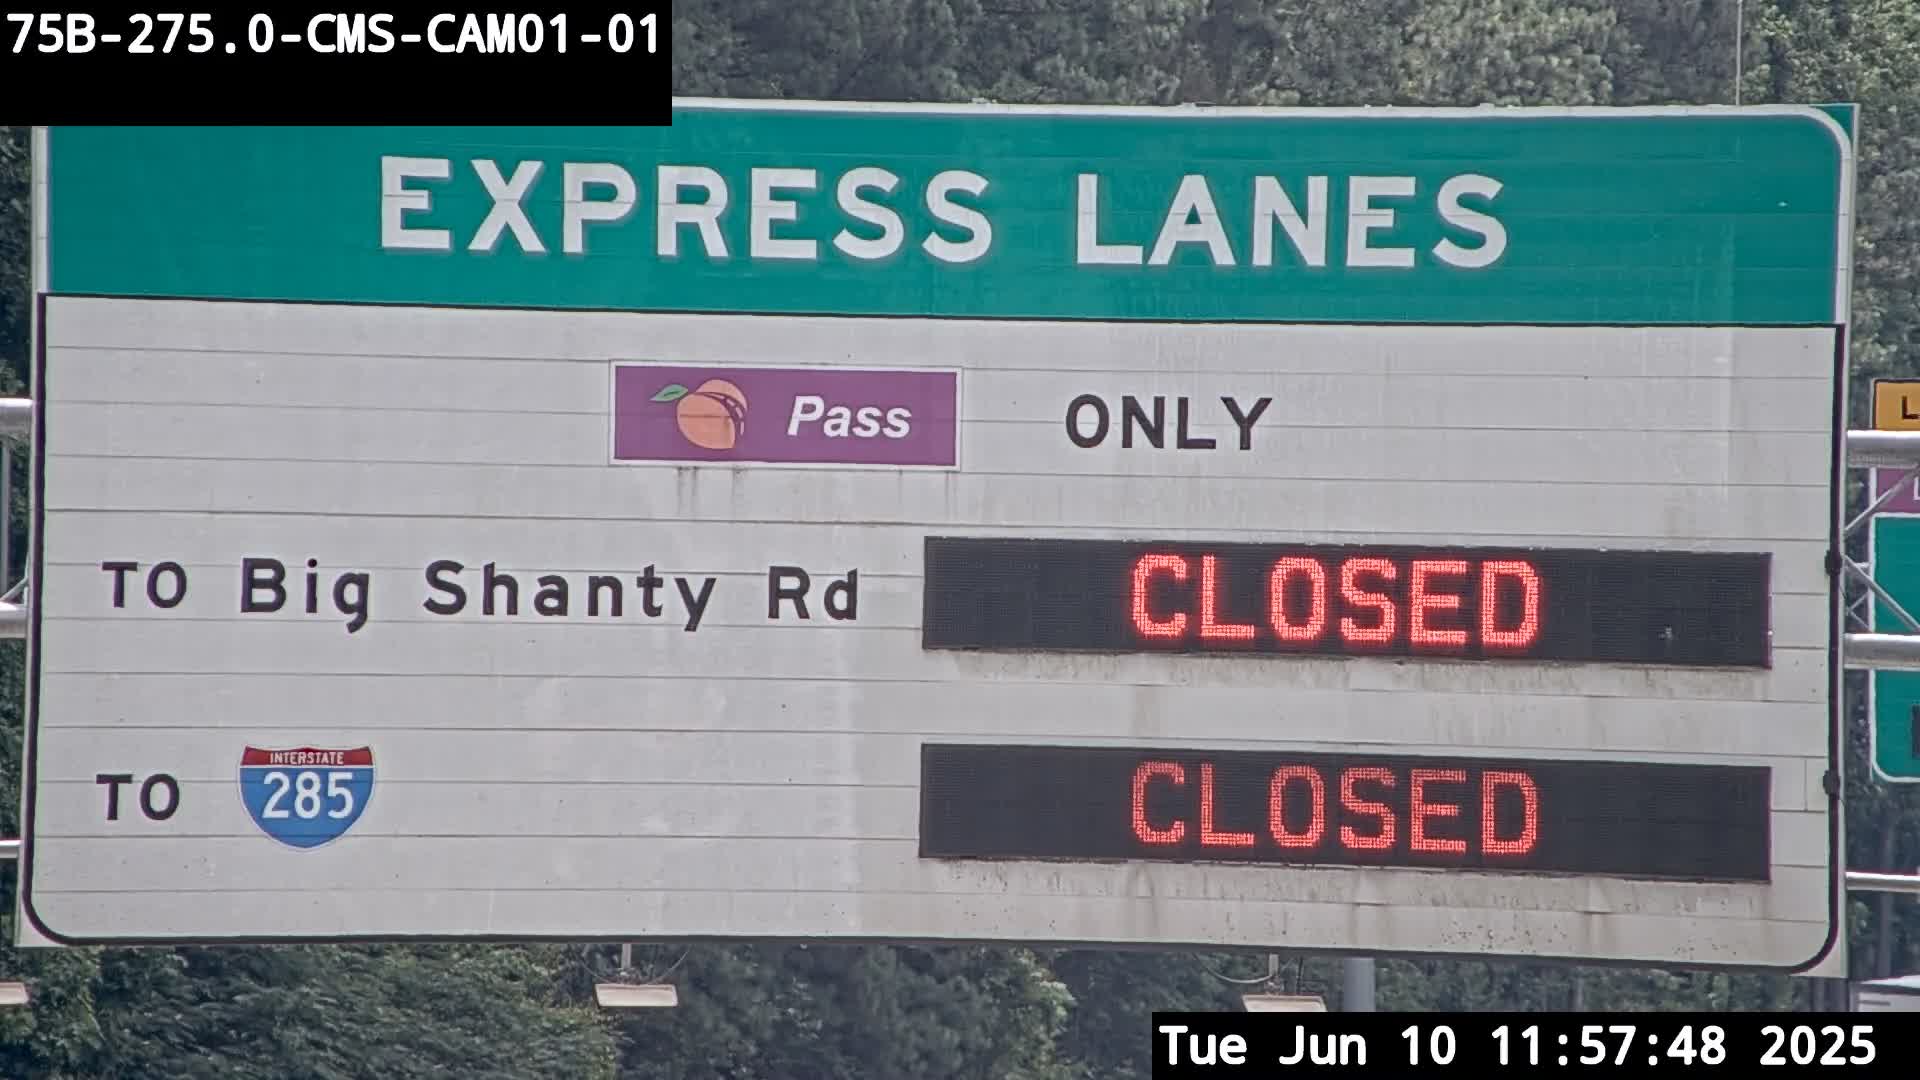 75B-275.0-CMS-CAM01-01
EXPRESS LANES
Pass ONLY
TO Big Shanty Rd CLOSED
TO INTERSTATE 285 CLOSED
Tue Jun 10 11:57:48 2025